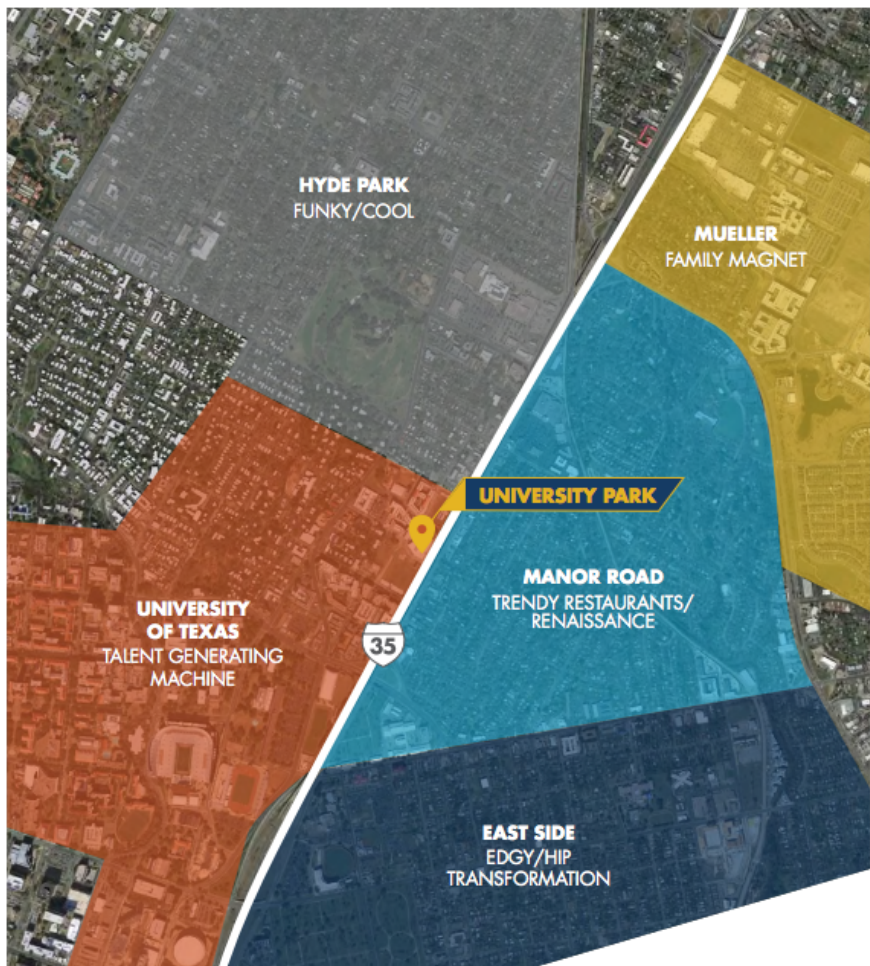 HYDE PARK
FUNKY/COOL
MUELLER
FAMILY MAGNET
UNIVERSITY PARK
MANOR ROAD
TRENDY RESTAURANTS/
RENAISSANCE
UNIVERSITY
OF TEXAS
TALENT GENERATING
MACHINE
35
EAST SIDE
EDGY/HIP
TRANSFORMATION